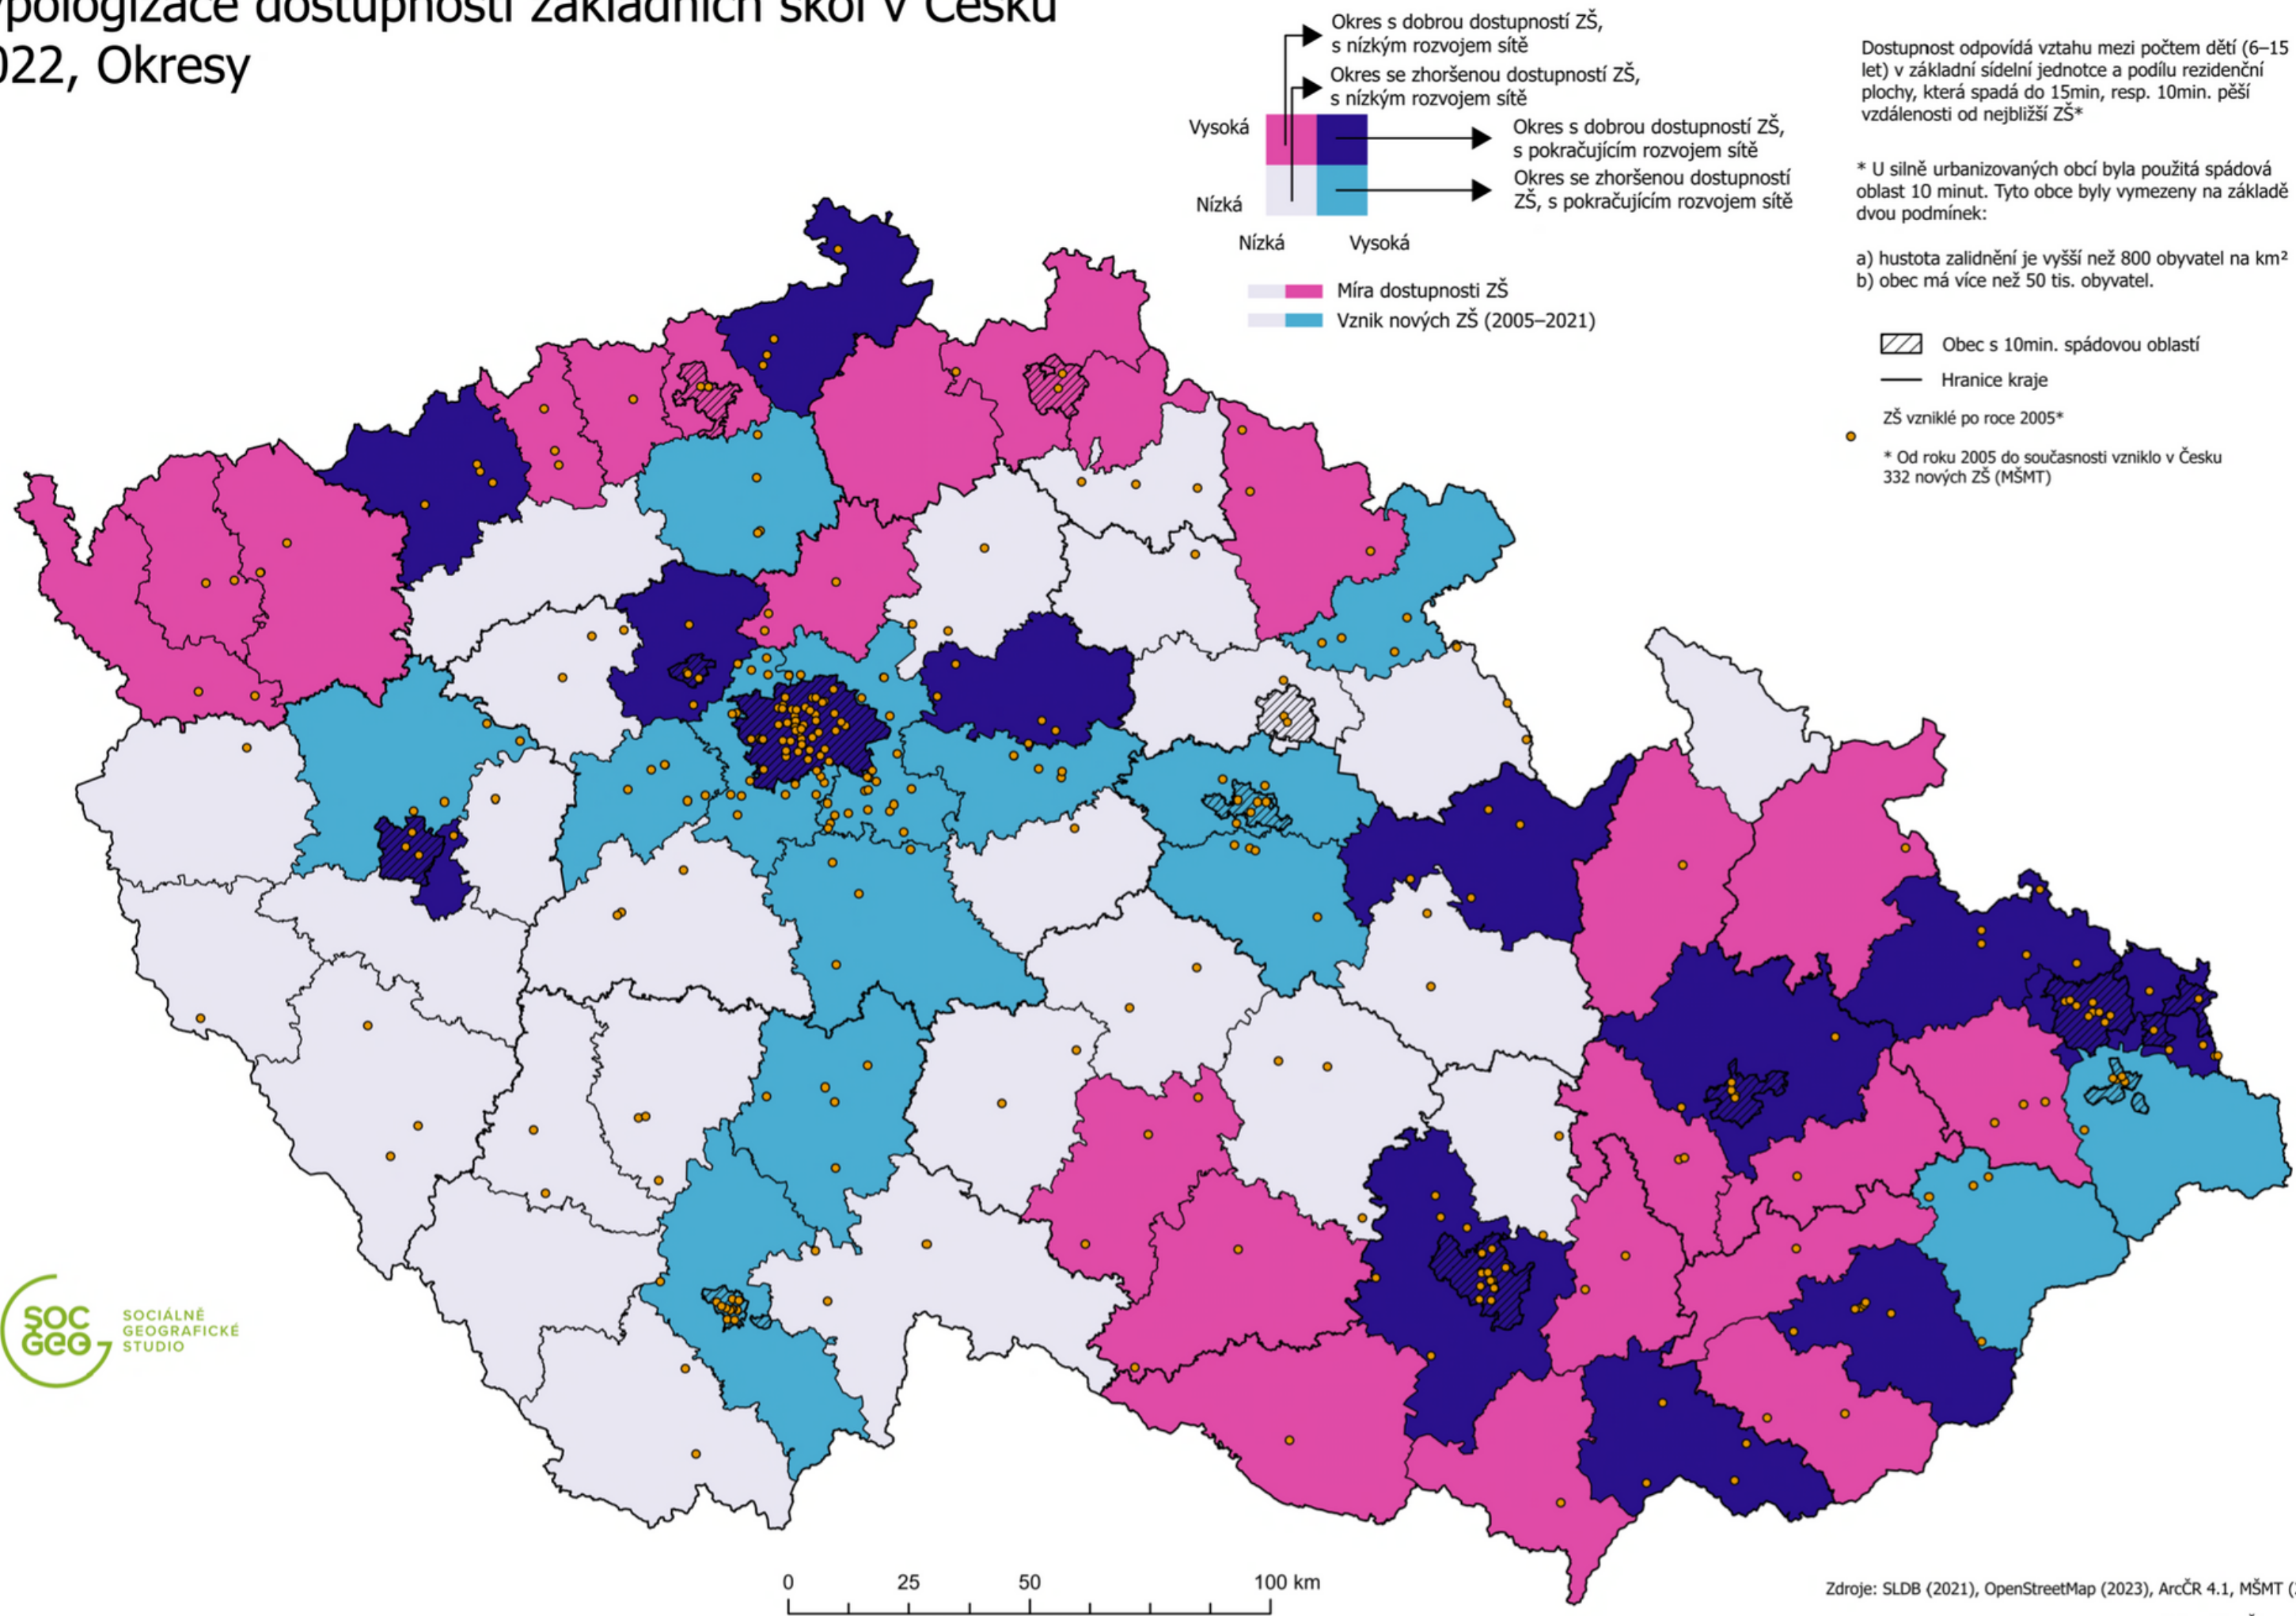 ypologizace dostupnosti základních škol v Česku
022, Okresy
Okres s dobrou dostupností ZŠ,
s nízkým rozvojem sítě
Okres se zhoršenou dostupností ZŠ,
s nízkým rozvojem sítě
Vysoká
Okres s dobrou dostupností ZŠ,
s pokračujícím rozvojem sítě
Nízká
Okres se zhoršenou dostupností
ZŠ, s pokračujícím rozvojem sítě
Nízká Vysoká
Míra dostupnosti ZŠ
Vznik nových ZŠ (2005–2021)
Dostupnost odpovídá vztahu mezi počtem dětí (6–15
let) v základní sídelní jednotce a podílu rezidenční
plochy, která spadá do 15min, resp. 10min. pěší
vzdálenosti od nejbližší ZŠ*
* U silně urbanizovaných obcí byla použitá spádová
oblast 10 minut. Tyto obce byly vymezeny na základě
dvou podmínek:
a) hustota zalidnění je vyšší než 800 obyvatel na km²
b) obec má více než 50 tis. obyvatel.
Obec s 10min. spádovou oblastí
Hranice kraje
ZŠ vzniklé po roce 2005*
* Od roku 2005 do současnosti vzniklo v Česku
332 nových ZŠ (MŠMT)
SOC
GEO
SOCIÁLNĚ
GEOGRAFICKÉ
STUDIO
0 25 50 100 km
Zdroje: SLDB (2021), OpenStreetMap (2023), ArcČR 4.1, MŠMT (